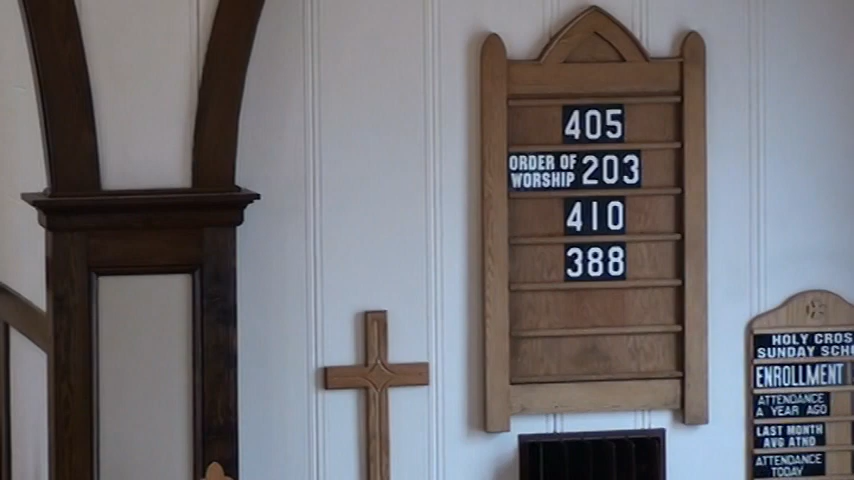 405
ORDER OF WORSHIP 203
410
388
HOLY CROS
SUNDAY SCH
ENROLLMENT
ATTENDANCE
A YEAR AGO
LAST MONTH
AVG ATND
ATTENDANCE
TODAY